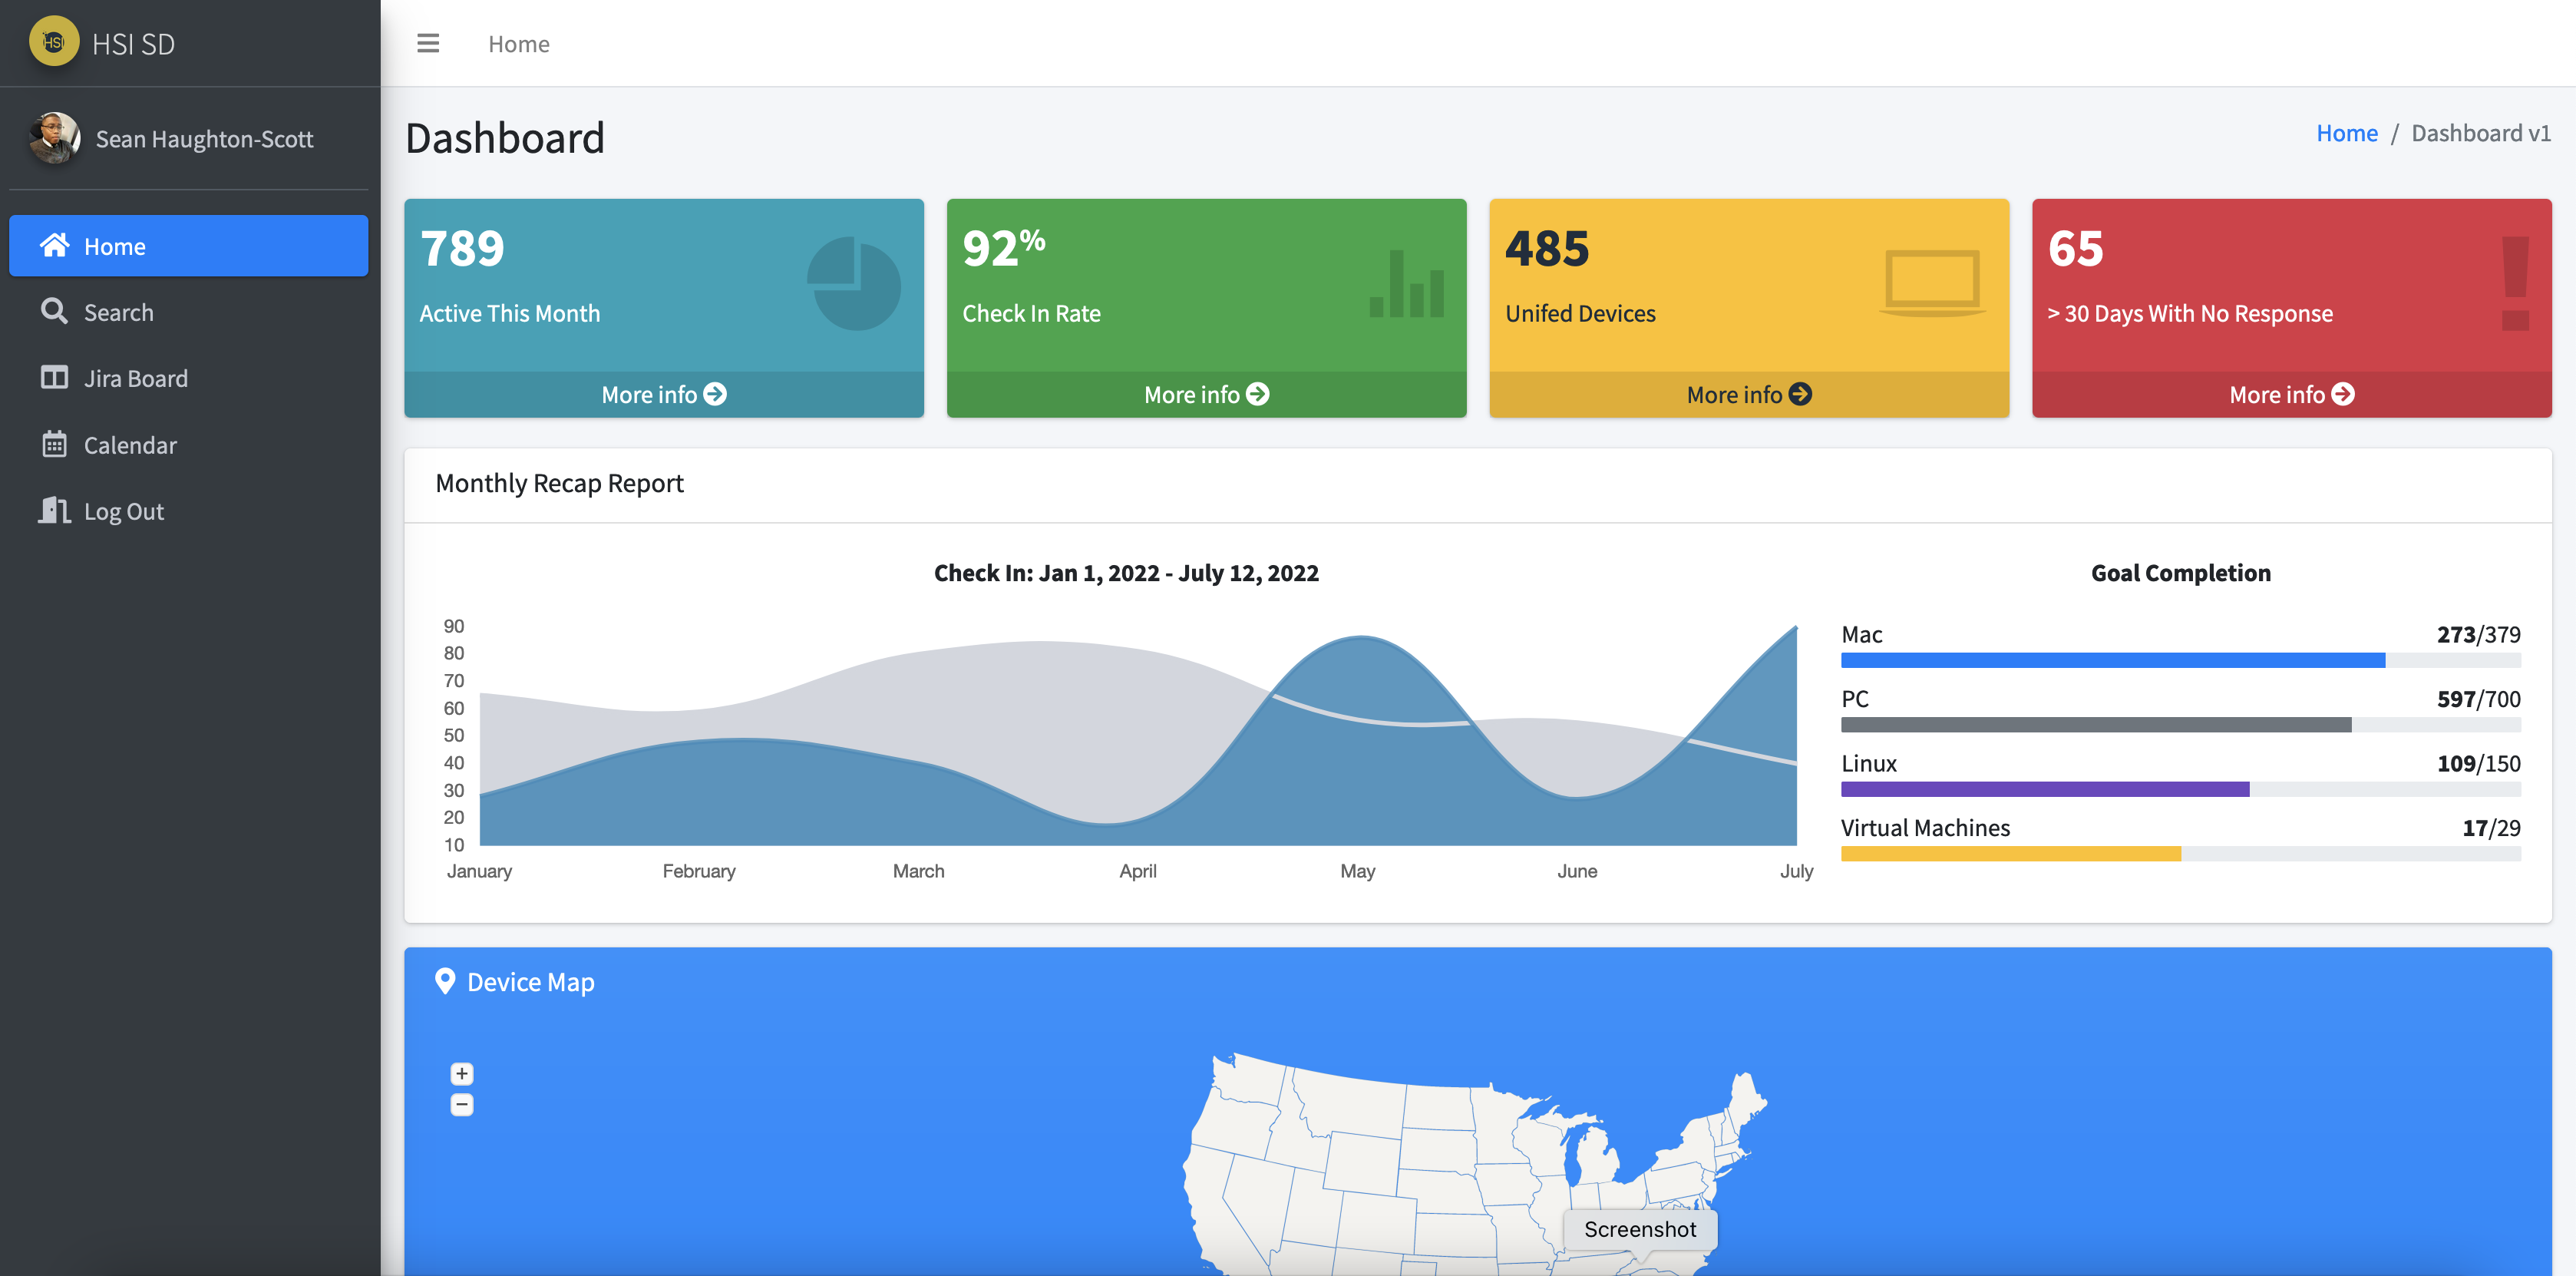 HSI
HSI SD
Home
Sean Haughton-Scott
Home
Search
Jira Board
Calendar
Log Out
Dashboard
Home / Dashboard v1
789
Active This Month
More info
92%
Check In Rate
More info
485
Unifed Devices
More info
65
> 30 Days With No Response
More info
Monthly Recap Report
Check In: Jan 1, 2022 - July 12, 2022
90
80
70
60
50
40
30
20
10
January February March April May June July
Goal Completion
Mac 273/379
PC 597/700
Linux 109/150
Virtual Machines 17/29
Device Map
+
−
Screenshot